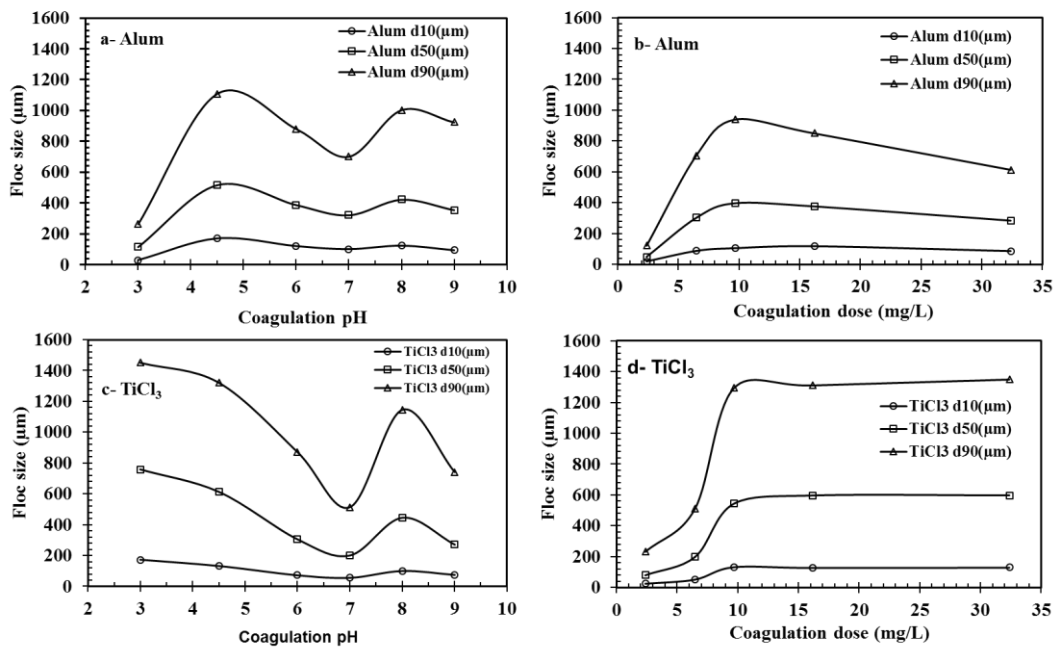 a- Alum
Alum d10(µm)
Alum d50(µm)
Alum d90(µm)
Floc size (µm)
1600
1400
1200
1000
800
600
400
200
0
2 3 4 5 6 7 8 9 10
Coagulation pH
b- Alum
Alum d10(µm)
Alum d50(µm)
Alum d90(µm)
Floc size (µm)
1600
1400
1200
1000
800
600
400
200
0
0 5 10 15 20 25 30 35
Coagulation dose (mg/L)
c- TiCl₃
TiCl3 d10(µm)
TiCl3 d50(µm)
TiCl3 d90(µm)
Floc size (µm)
1600
1400
1200
1000
800
600
400
200
0
2 3 4 5 6 7 8 9 10
Coagulation pH
d- TiCl₃
TiCl3 d10(µm)
TiCl3 d50(µm)
TiCl3 d90(µm)
Floc size (µm)
1600
1400
1200
1000
800
600
400
200
0
0 5 10 15 20 25 30 35
Coagulation dose (mg/L)